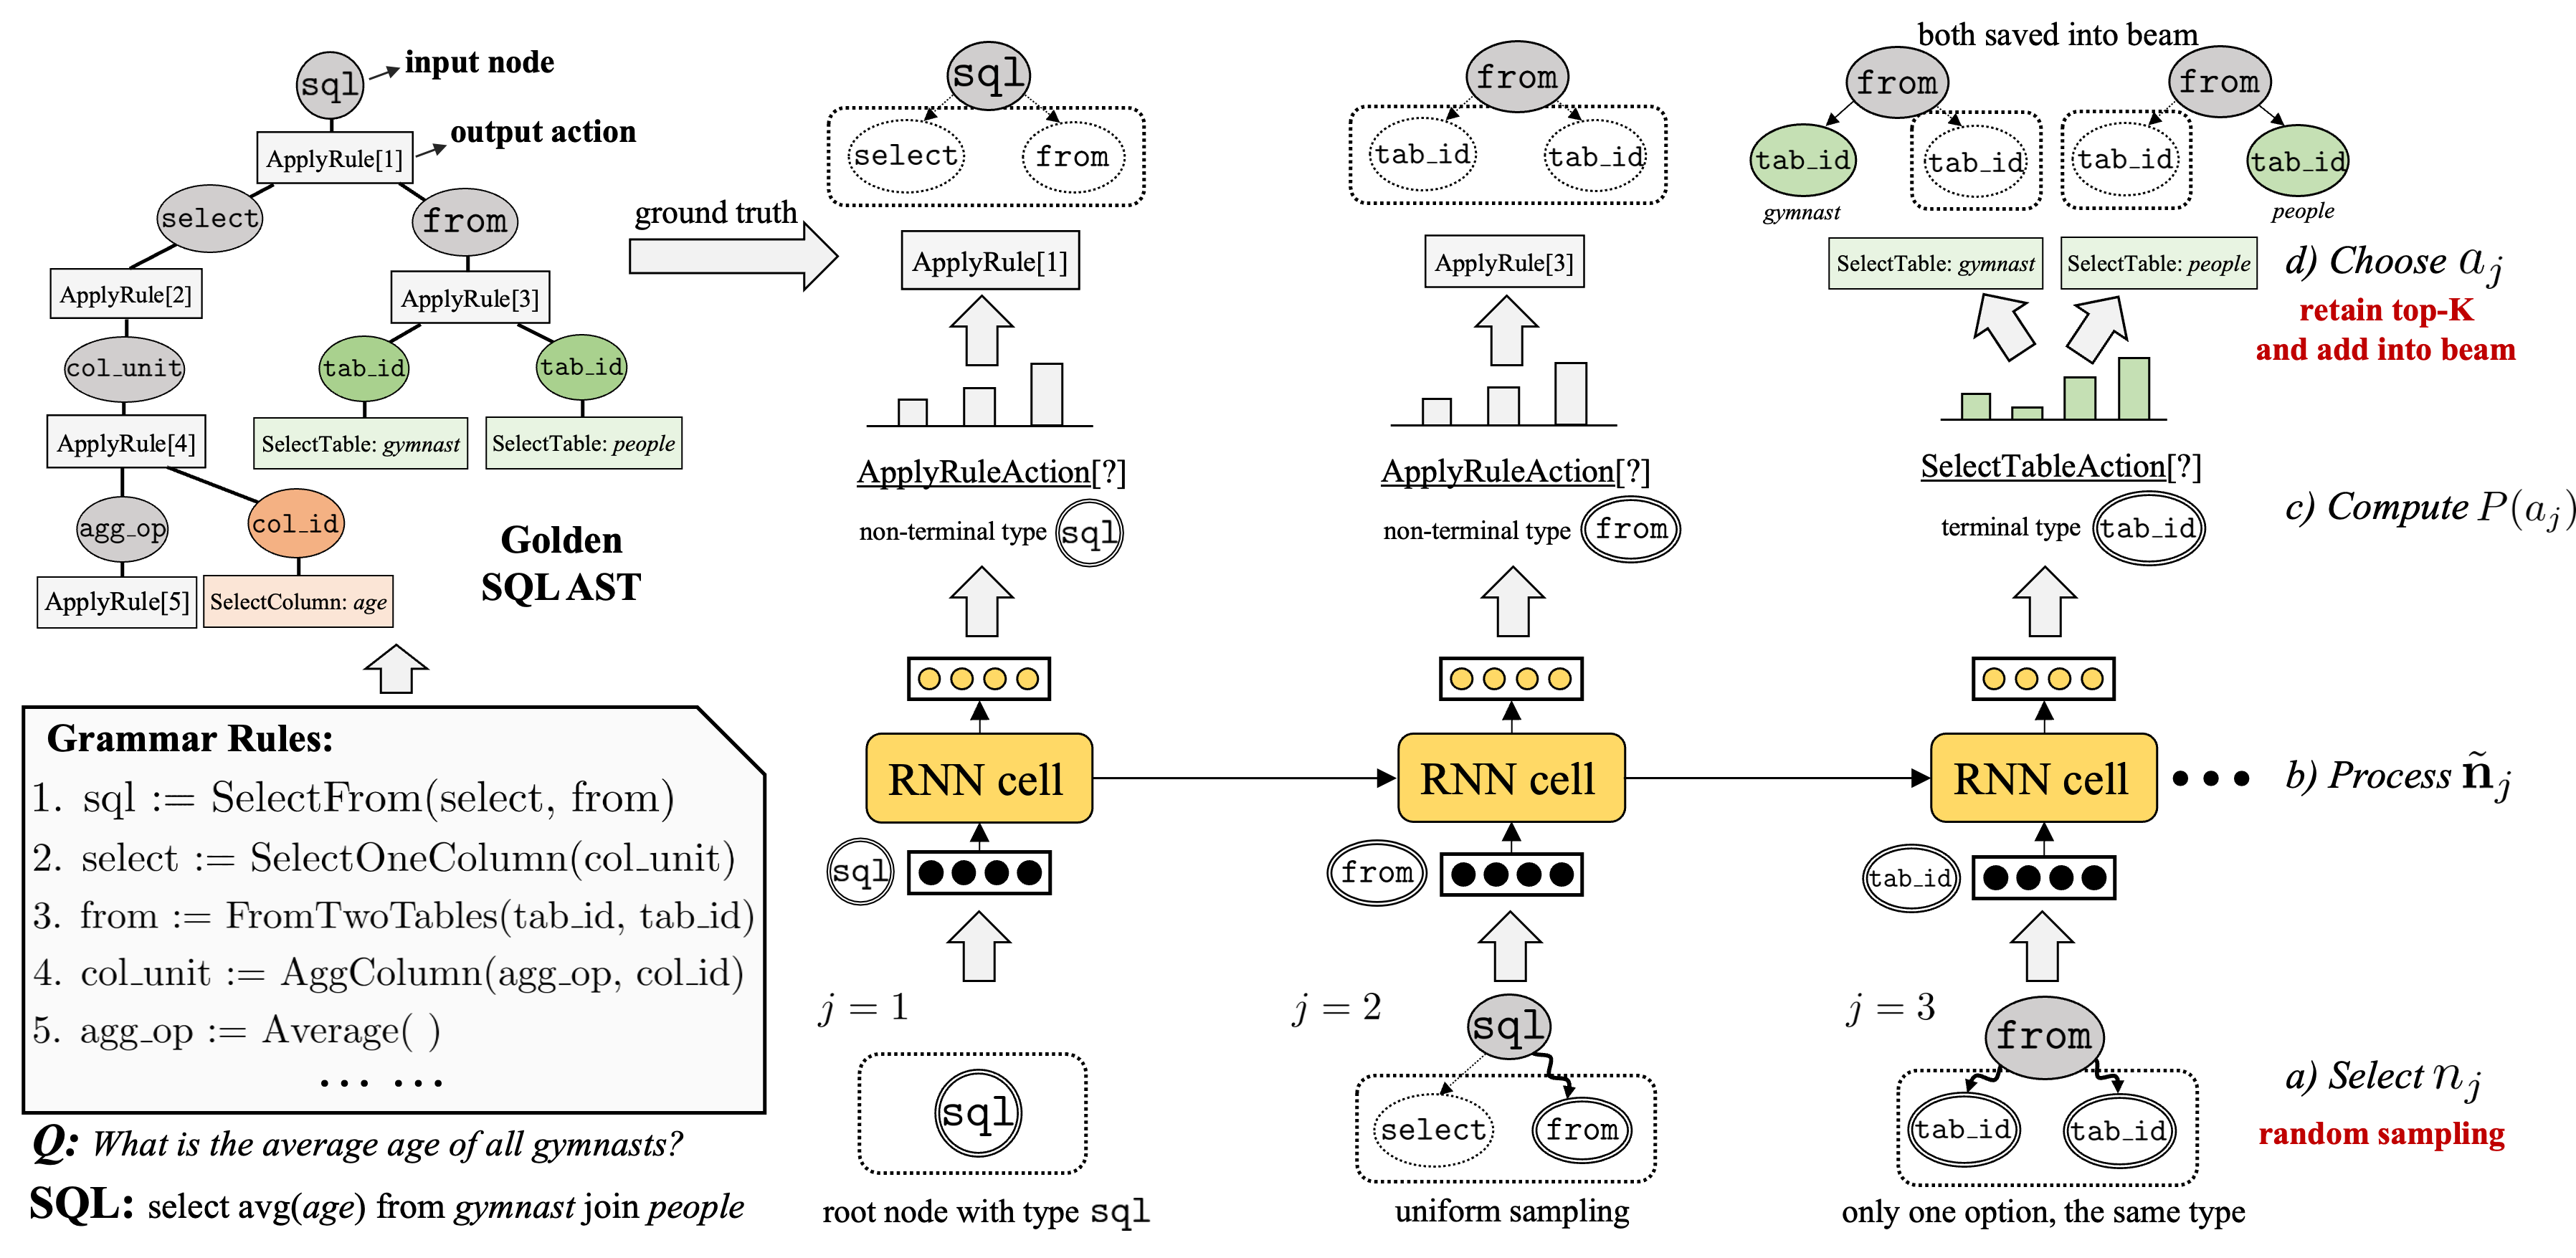 sql
input node
ApplyRule[1]
output action
select
from
ApplyRule[2]
ApplyRule[3]
col_unit
tab_id
tab_id
ApplyRule[4]
SelectTable: gymnast
SelectTable: people
agg_op
col_id
ApplyRule[5]
SelectColumn: age
Golden
SQL AST
Grammar Rules:
1. sql := SelectFrom(select, from)
2. select := SelectOneColumn(col_unit)
3. from := FromTwoTables(tab_id, tab_id)
4. col_unit := AggColumn(agg_op, col_id)
5. agg_op := Average( )
... ...
Q: What is the average age of all gymnasts?
SQL: select avg(age) from gymnast join people
ground truth
sql
select
from
ApplyRule[1]
ApplyRuleAction[?]
non-terminal type sql
RNN cell
sql
j = 1
sql
root node with type sql
from
tab_id
tab_id
ApplyRule[3]
ApplyRuleAction[?]
non-terminal type from
RNN cell
from
j = 2
sql
select
from
uniform sampling
both saved into beam
from
from
tab_id
tab_id
tab_id
tab_id
gymnast
people
SelectTable: gymnast
SelectTable: people
SelectTableAction[?]
terminal type tab_id
RNN cell
...
tab_id
j = 3
from
tab_id
tab_id
only one option, the same type
d) Choose a_j
retain top-K
and add into beam
c) Compute P(a_j)
b) Process ñ_j
a) Select n_j
random sampling